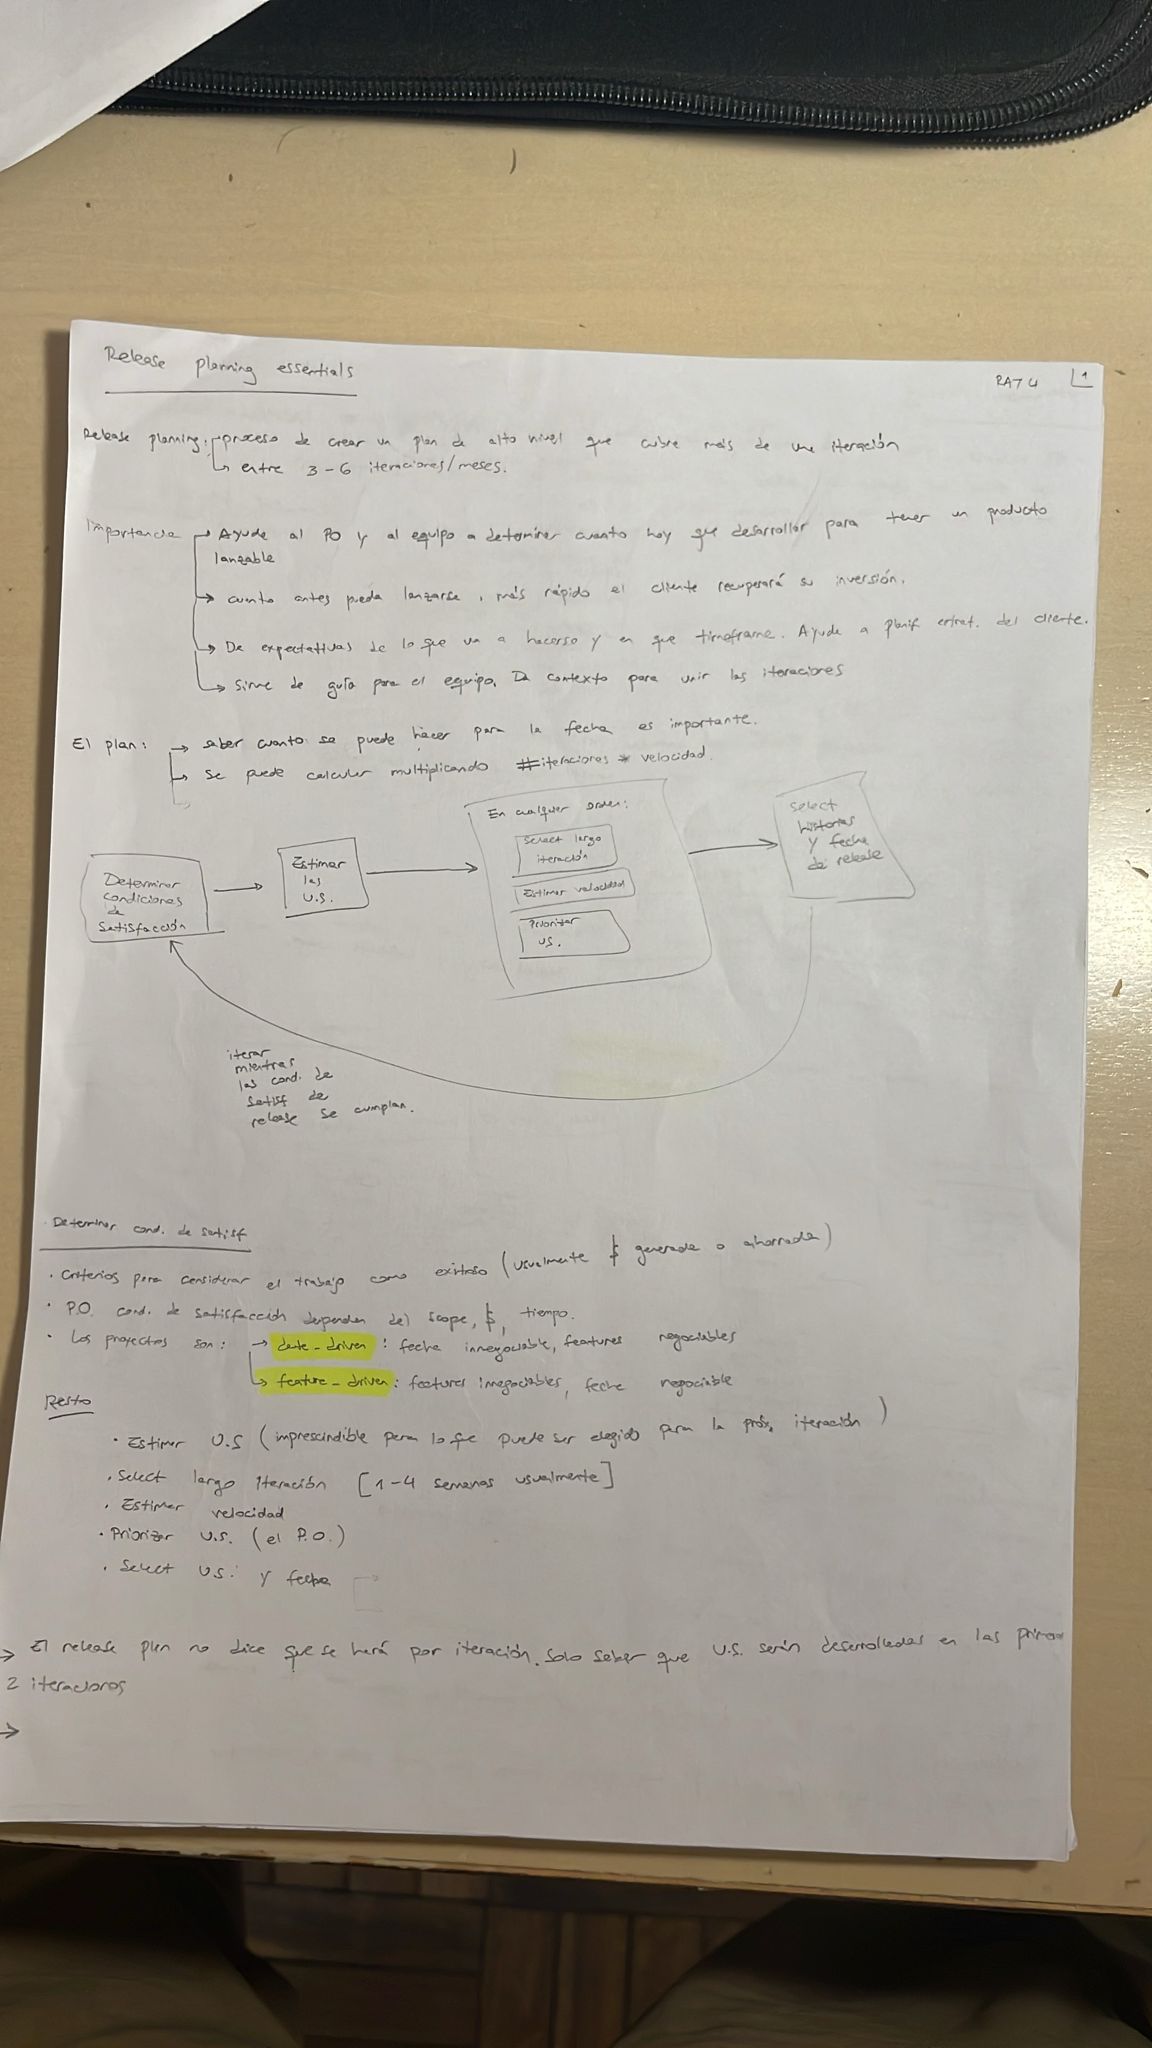 Release planning essentials
RAT 4 1
Release planning: → proceso de crear un plan de alto nivel que cubre más de una iteración
→ entre 3-6 iteraciones/meses.
Importancia → Ayuda al PO y al equipo a determinar cuanto hay que desarrollar para tener un producto
lanzable
→ cuanto antes pueda lanzarse, más rápido el cliente recuperará su inversión.
→ Da expectativas de lo que va a hacerse y en que timeframe. Ayuda a planif. estrat. del cliente.
→ Sirve de guía para el equipo. Da contexto para unir las iteraciones
El plan: → saber cuanto se puede hacer para la fecha es importante.
→ Se puede calcular multiplicando #iteraciones * velocidad.
Determinar
condiciones
de
satisfacción
Estimar
las
U.S.
En cualquier orden:
Select largo
iteración
Estimar velocidad
Priorizar
US.
Select
historias
y fecha
de release
iterar
mientras
las cond. de
satisf de
release se cumplan.
· Determinar cond. de satisf
· Criterios para considerar el trabajo como exitoso (usualmente $ generada o ahorrada)
· P.O. cond. de satisfacción dependen del scope, $, tiempo.
· Los proyectos son: → date-driven: fecha innegociable, features negociables
→ feature-driven: features innegociables, fecha negociable
Resto
· Estimar U.S (imprescindible para lo que puede ser elegido para la próx. iteración)
· Select largo iteración [1-4 semanas usualmente]
· Estimar velocidad
· Priorizar U.S. (el P.O.)
· Select U.S. y fecha
→ El release plan no dice que se hará por iteración. Solo saber que U.S. serán desarrolladas en las primeras
2 iteraciones
→